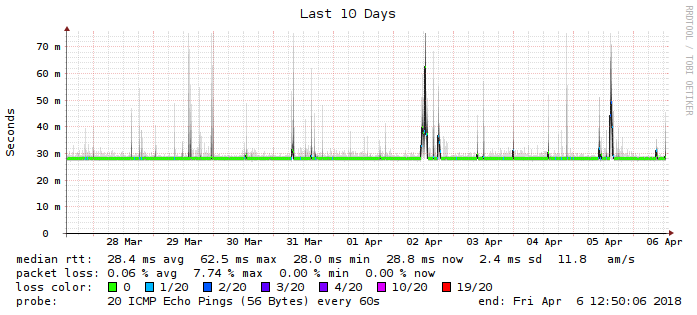 Last 10 Days
RRDTOOL / TOBI OETIKER
Seconds
70 m
60 m
50 m
40 m
30 m
20 m
10 m
0
28 Mar 29 Mar 30 Mar 31 Mar 01 Apr 02 Apr 03 Apr 04 Apr 05 Apr 06 Apr
median rtt: 28.4 ms avg 62.5 ms max 28.0 ms min 28.8 ms now 2.4 ms sd 11.8 am/s
packet loss: 0.06 % avg 7.74 % max 0.00 % min 0.00 % now
loss color: 0 1/20 2/20 3/20 4/20 10/20 19/20
probe: 20 ICMP Echo Pings (56 Bytes) every 60s end: Fri Apr 6 12:50:06 2018